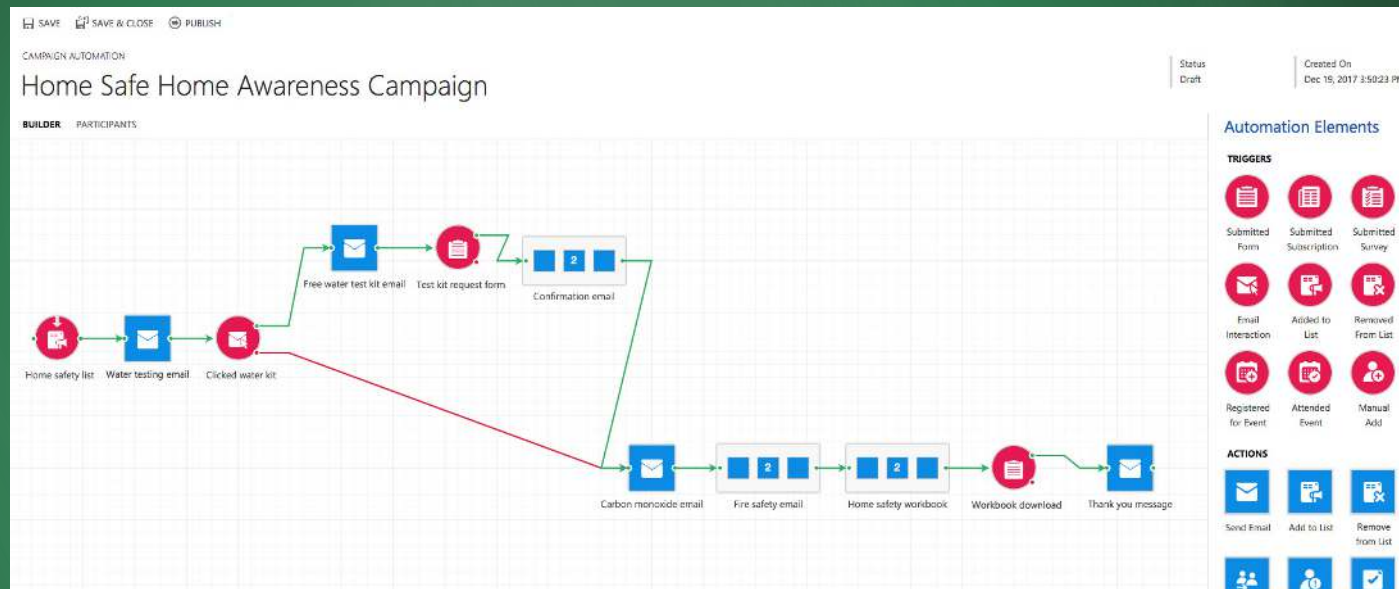 SAVE SAVE & CLOSE PUBLISH
CAMPAIGN AUTOMATION
Home Safe Home Awareness Campaign
Status
Draft
Created On
Dec 19, 2017 3:50:23 PM
BUILDER PARTICIPANTS
Free water test kit email
Test kit request form
2
Confirmation email
Home safety list
Water testing email
Clicked water kit
Carbon monoxide email
2
Fire safety email
2
Home safety workbook
Workbook download
Thank you message
Automation Elements
TRIGGERS
Submitted Form
Submitted Subscription
Submitted Survey
Email Interaction
Added to List
Removed From List
Registered for Event
Attended Event
Manual Add
ACTIONS
Send Email
Add to List
Remove from List